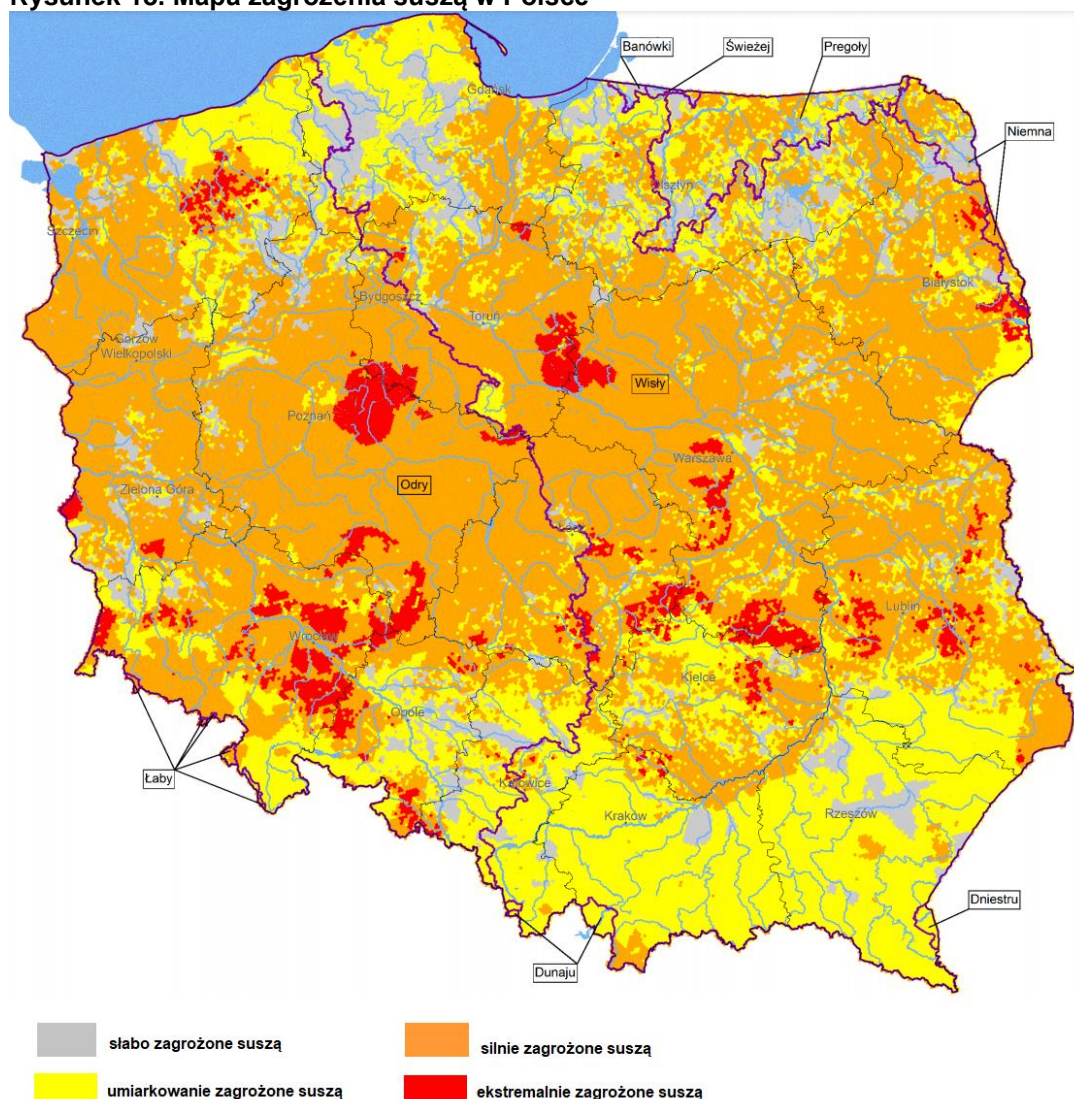 Rysunek 18. Mapa zagrożenia suszą w Polsce
Banówki
Świeżej
Pregoły
Gdańsk
Niemna
Olsztyn
Szczecin
Białystok
Bydgoszcz
Toruń
Gorzów
Wielkopolski
Wisły
Poznań
Warszawa
Odry
Zielona Góra
Łódź
Lublin
Wrocław
Kielce
Opole
Łaby
Katowice
Kraków
Rzeszów
Dniestru
Dunaju
słabo zagrożone suszą
silnie zagrożone suszą
umiarkowanie zagrożone suszą
ekstremalnie zagrożone suszą